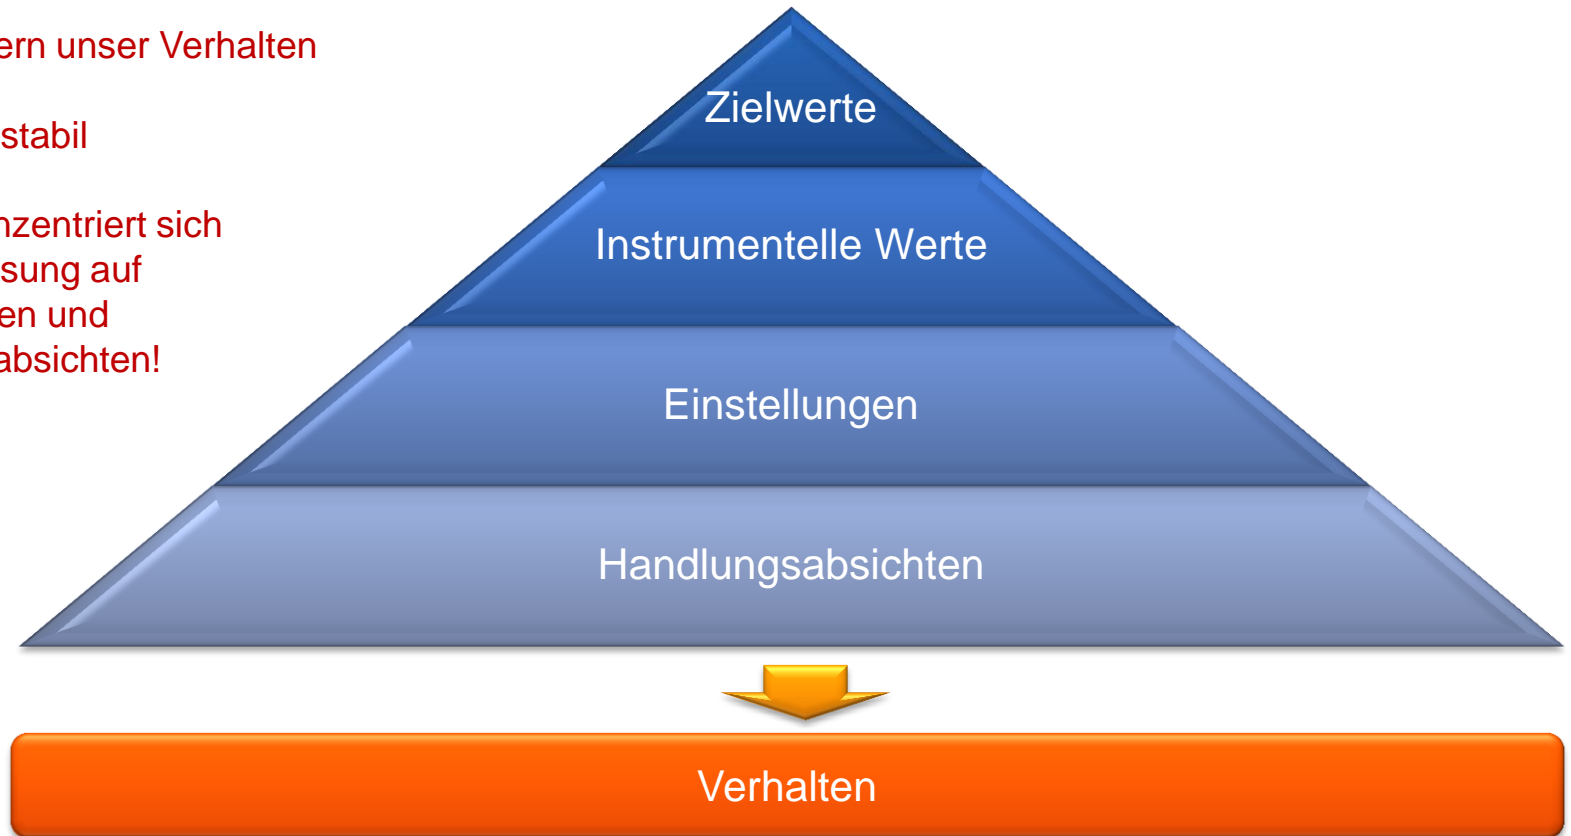 ern unser Verhalten
stabil
nzentriert sich
sung auf
en und
absichten!
Zielwerte
Instrumentelle Werte
Einstellungen
Handlungsabsichten
Verhalten